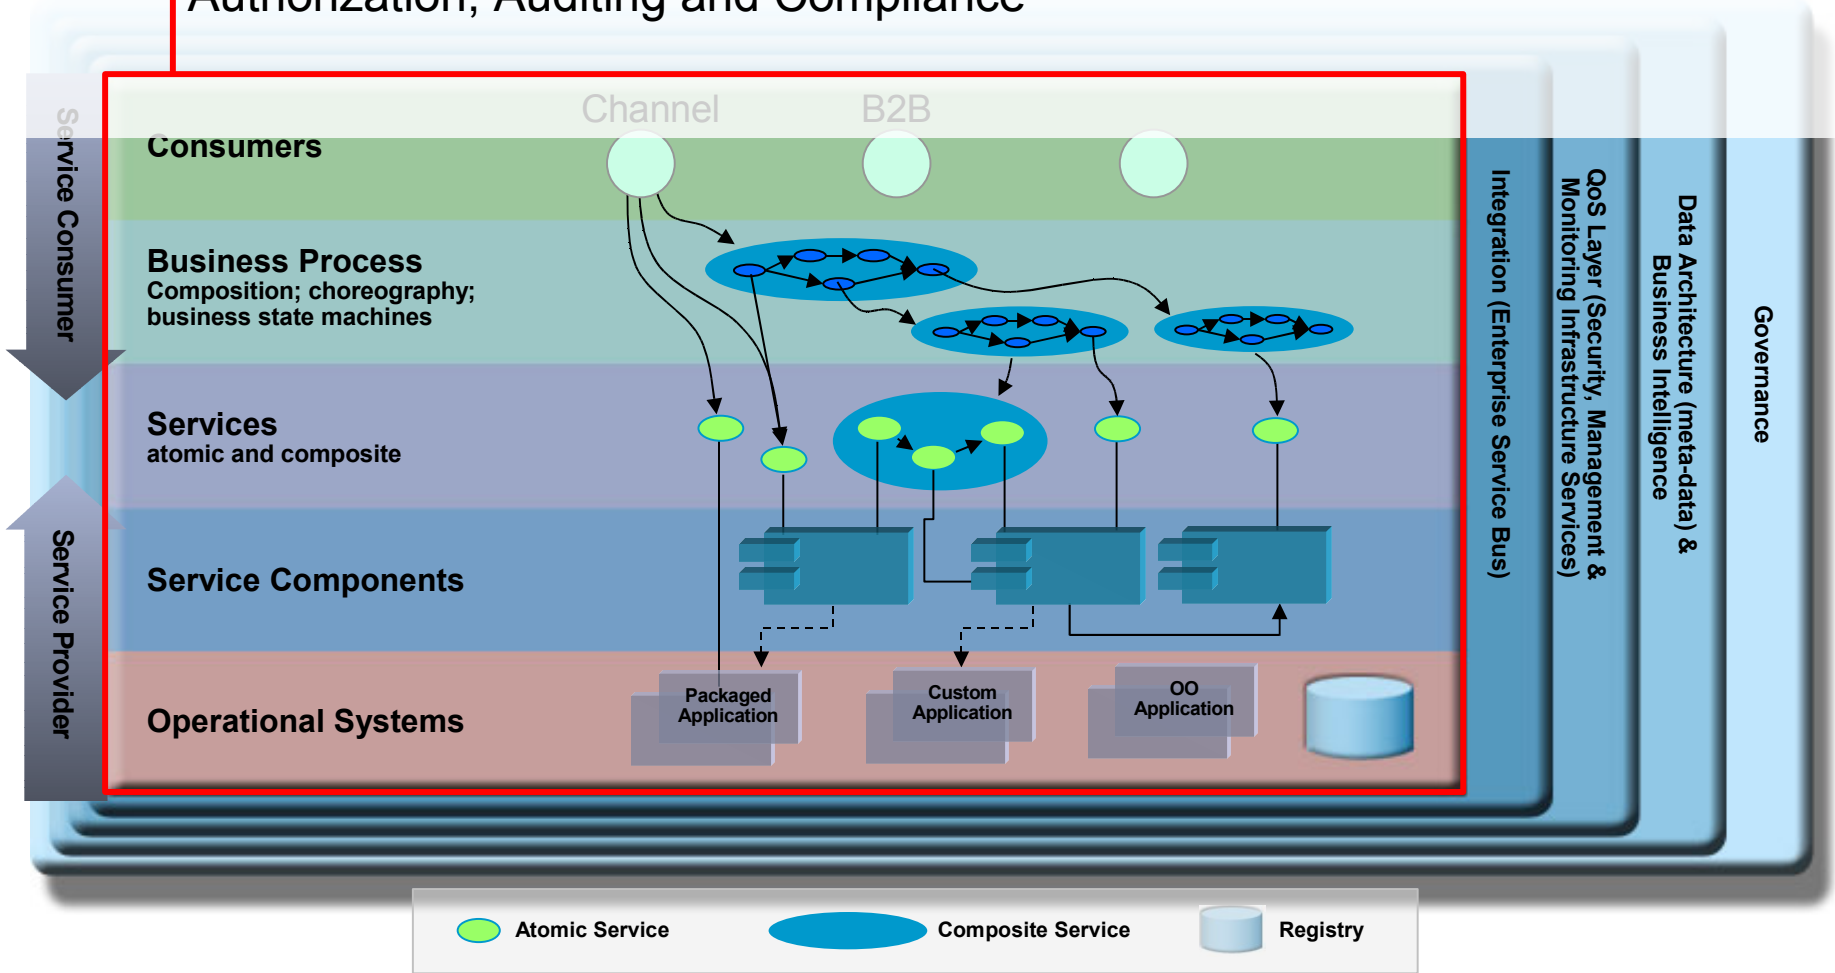 Authorization, Auditing and Compliance
Channel
B2B
Consumers
Service Consumer
Business Process
Composition; choreography;
business state machines
Services
atomic and composite
Service Provider
Service Components
Operational Systems
Packaged
Application
Custom
Application
OO
Application
Integration (Enterprise Service Bus)
QoS Layer (Security, Management &
Monitoring Infrastructure Services)
Data Architecture (meta-data) &
Business Intelligence
Governance
Atomic Service
Composite Service
Registry